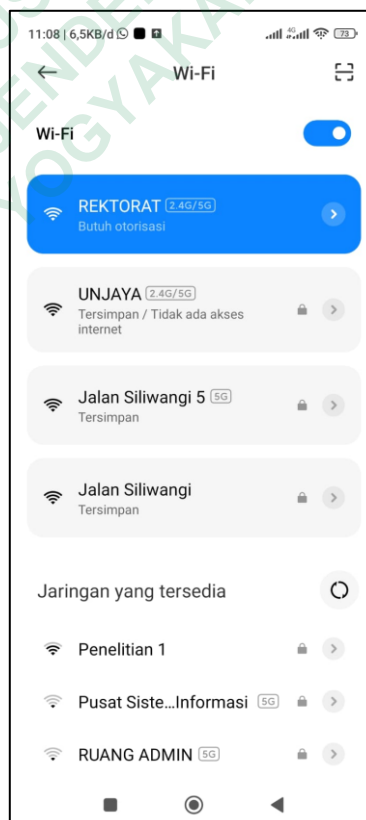 11:08 | 6,5KB/d 4G 73
Wi-Fi
Wi-Fi
REKTORAT 2.4G/5G
Butuh otorisasi
UNJAYA 2.4G/5G
Tersimpan / Tidak ada akses
internet
Jalan Siliwangi 5 5G
Tersimpan
Jalan Siliwangi
Tersimpan
Jaringan yang tersedia
Penelitian 1
Pusat Siste...Informasi 5G
RUANG ADMIN 5G